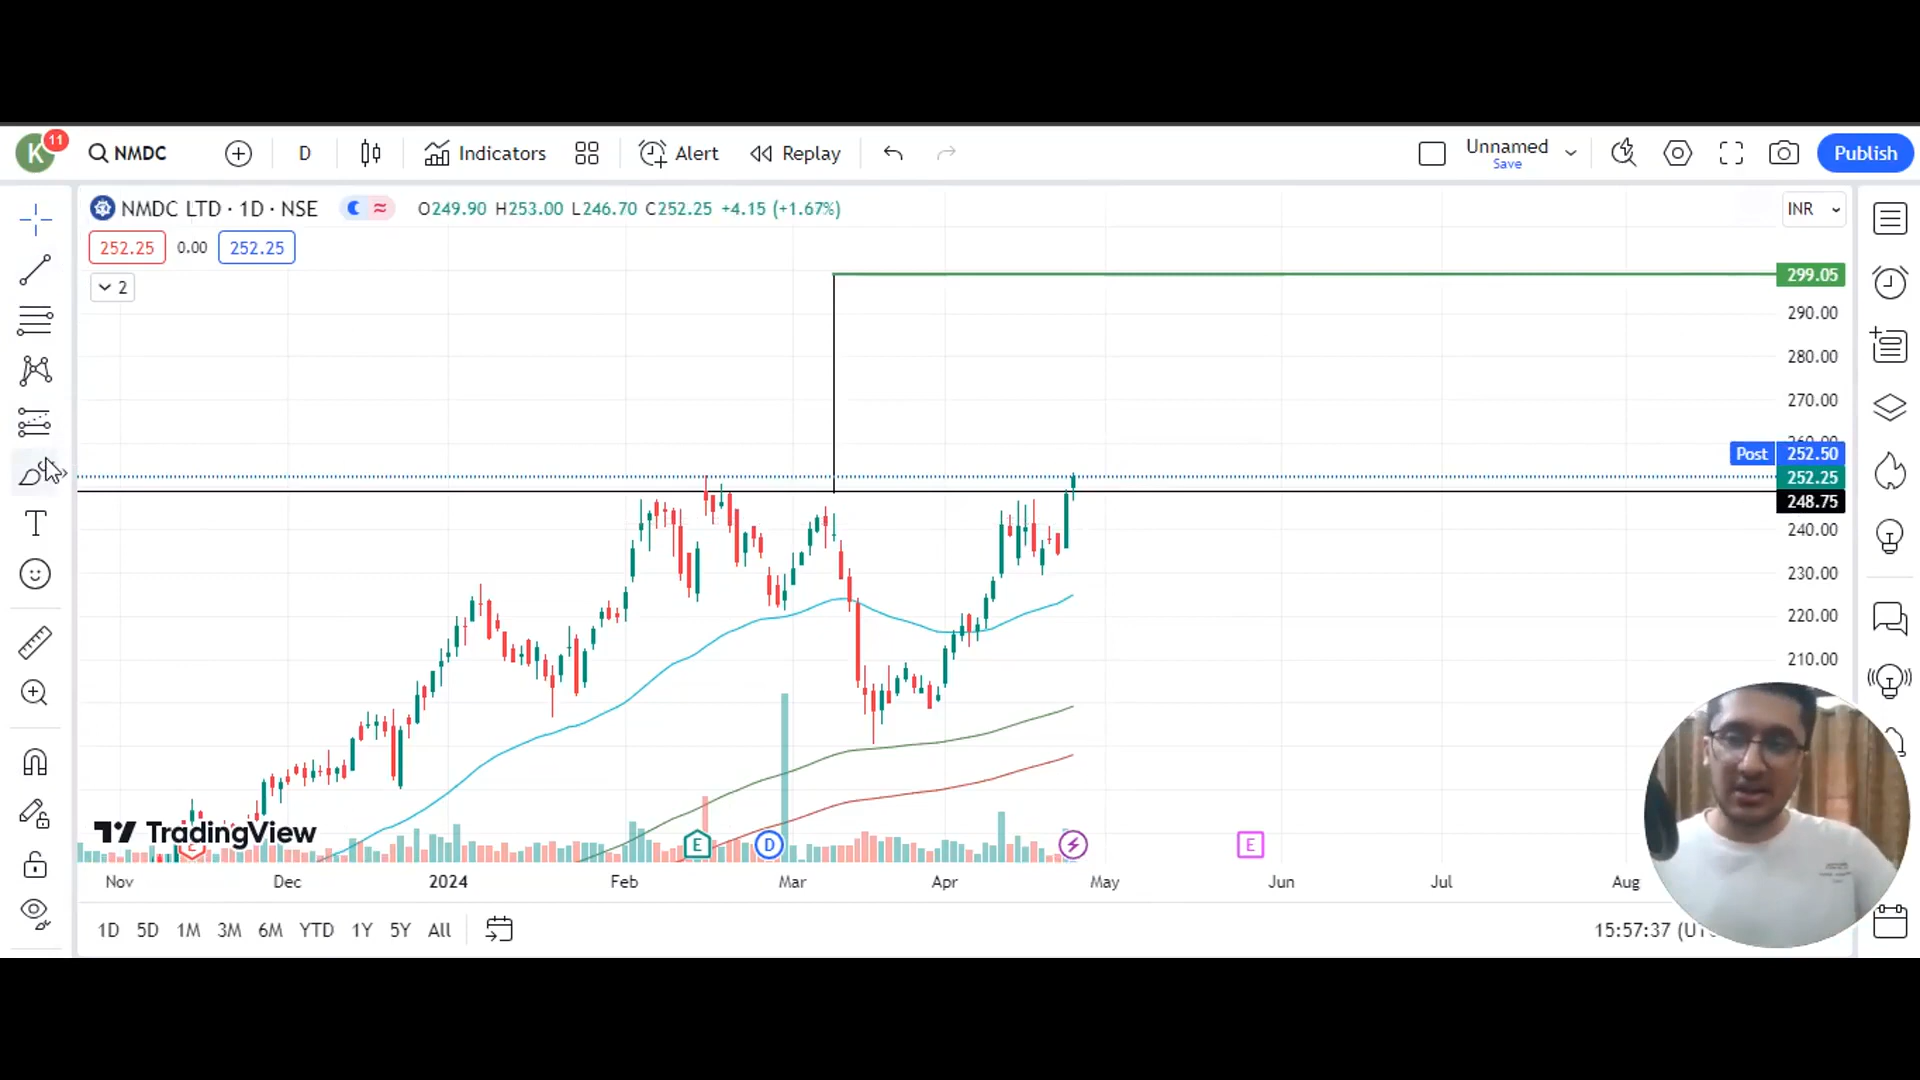 K 11 NMDC D Indicators Alert Replay Unnamed Save Publish
NMDC LTD · 1D · NSE O249.90 H253.00 L246.70 C252.25 +4.15 (+1.67%) INR
252.25 0.00 252.25
2
299.05
290.00
280.00
270.00
Post 252.50
252.25
248.75
240.00
230.00
220.00
210.00
TradingView
E D E
Nov Dec 2024 Feb Mar Apr May Jun Jul Aug
1D 5D 1M 3M 6M YTD 1Y 5Y All 15:57:37